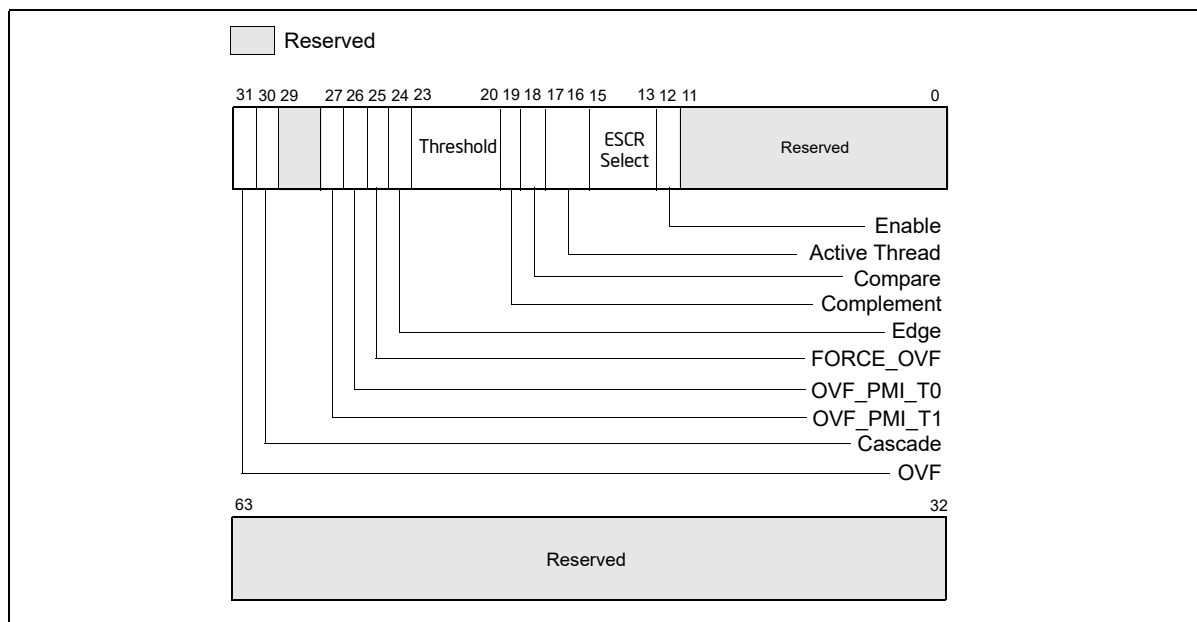 Reserved
31 30 29 27 26 25 24 23 20 19 18 17 16 15 13 12 11 0
Threshold
ESCR
Select
Reserved
Enable
Active Thread
Compare
Complement
Edge
FORCE_OVF
OVF_PMI_T0
OVF_PMI_T1
Cascade
OVF
63 32
Reserved